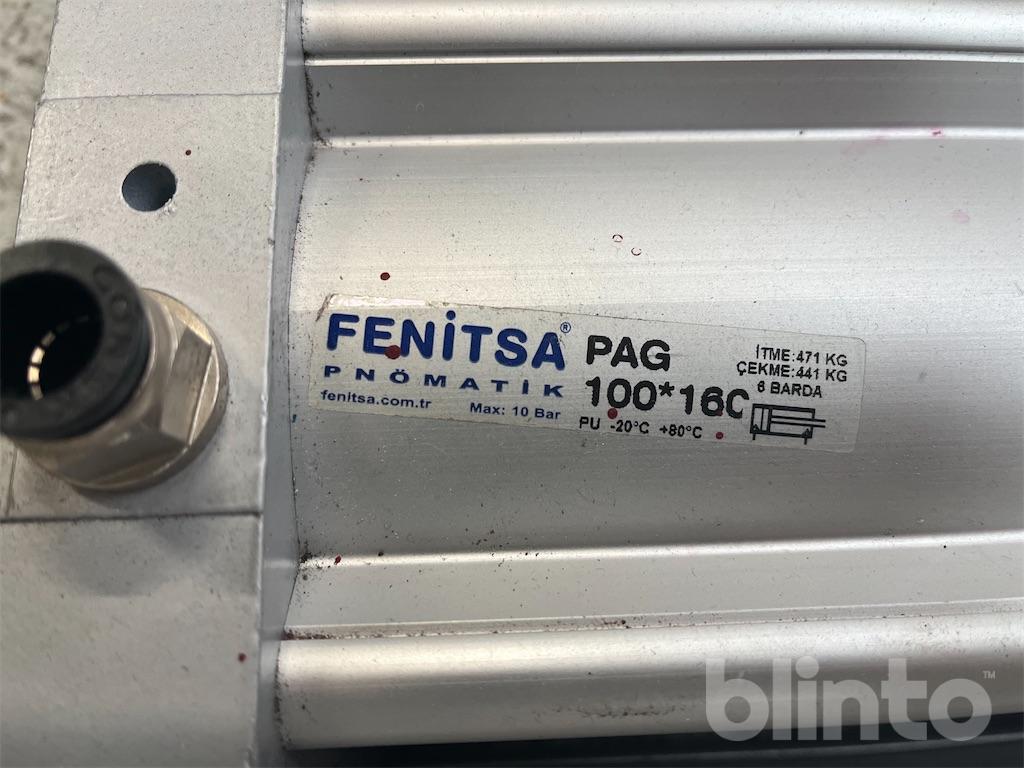 FENİTSA®
PNÖMATİK
fenitsa.com.tr Max: 10 Bar
PAG
100*160
PU -20°C +80°C
İTME:471 KG
ÇEKME:441 KG
6 BARDA
blinto™